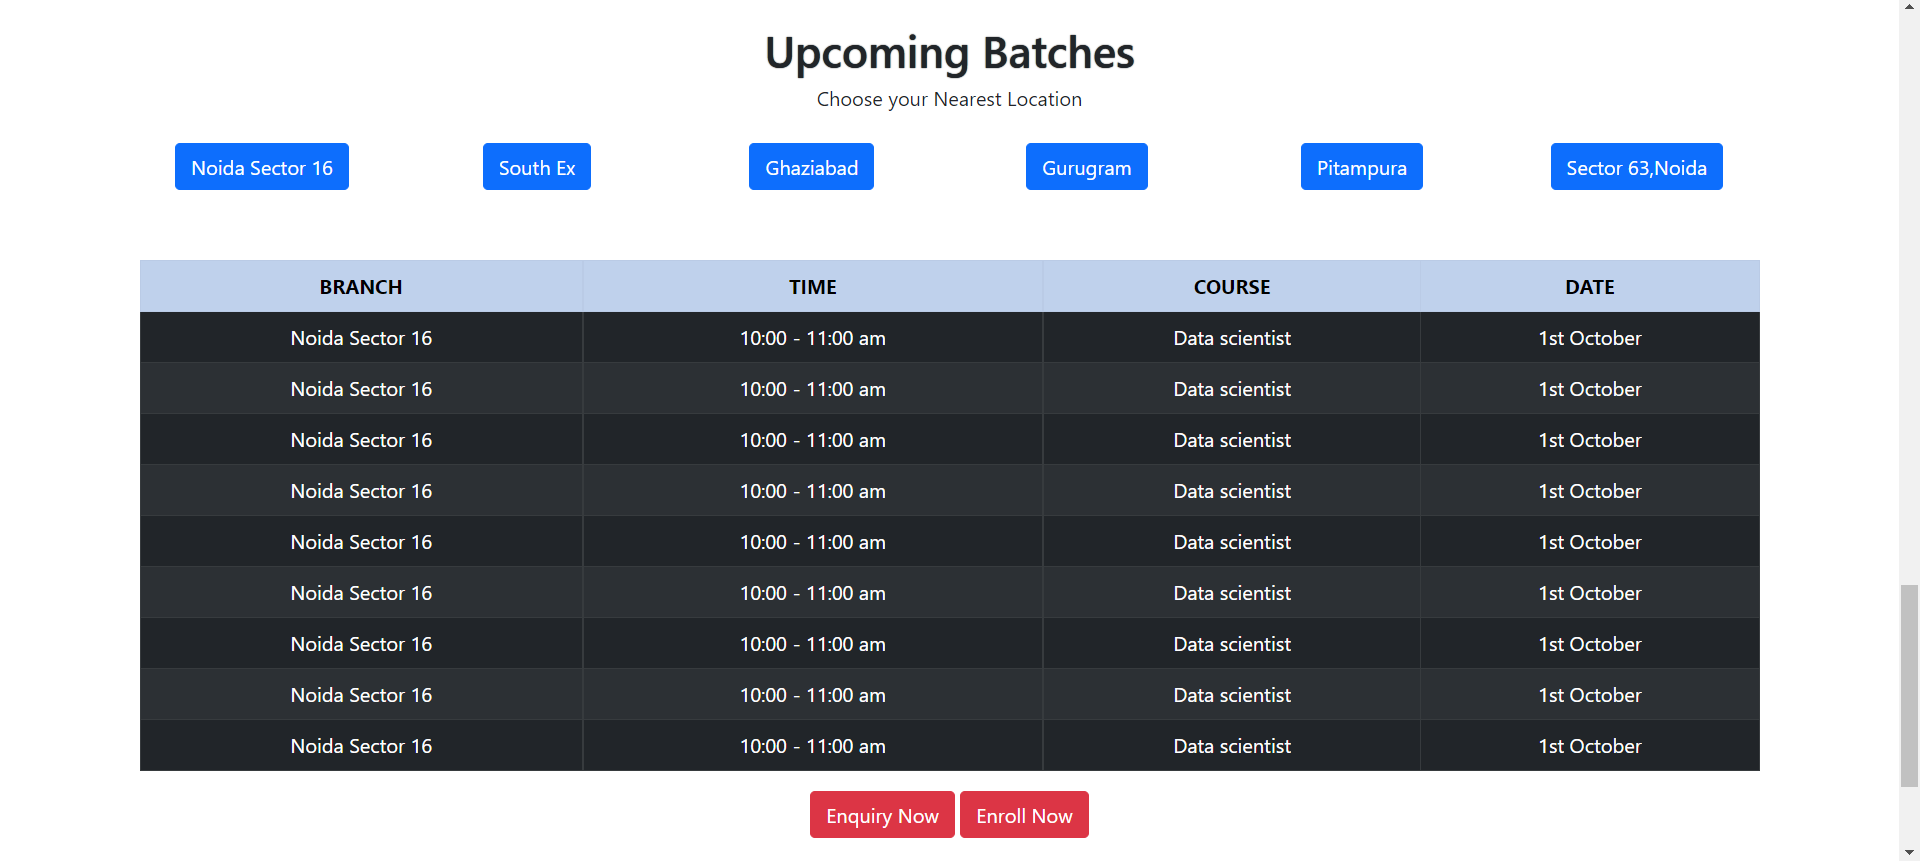 Upcoming Batches
Choose your Nearest Location
Noida Sector 16 South Ex Ghaziabad Gurugram Pitampura Sector 63,Noida
BRANCH TIME COURSE DATE
Noida Sector 16 10:00 - 11:00 am Data scientist 1st October
Noida Sector 16 10:00 - 11:00 am Data scientist 1st October
Noida Sector 16 10:00 - 11:00 am Data scientist 1st October
Noida Sector 16 10:00 - 11:00 am Data scientist 1st October
Noida Sector 16 10:00 - 11:00 am Data scientist 1st October
Noida Sector 16 10:00 - 11:00 am Data scientist 1st October
Noida Sector 16 10:00 - 11:00 am Data scientist 1st October
Noida Sector 16 10:00 - 11:00 am Data scientist 1st October
Noida Sector 16 10:00 - 11:00 am Data scientist 1st October
Enquiry Now Enroll Now